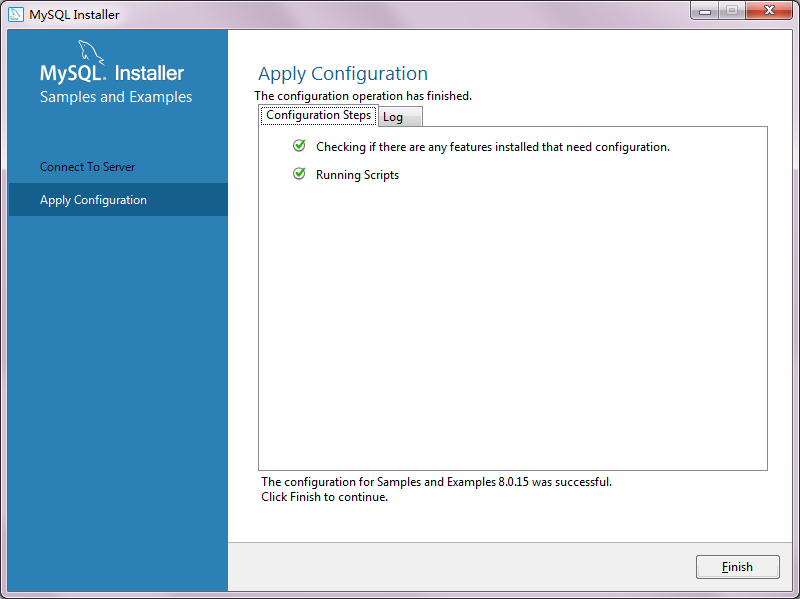 MySQL Installer
MySQL. Installer
Samples and Examples
Connect To Server
Apply Configuration
Apply Configuration
The configuration operation has finished.
Configuration Steps
Log
Checking if there are any features installed that need configuration.
Running Scripts
The configuration for Samples and Examples 8.0.15 was successful.
Click Finish to continue.
Finish